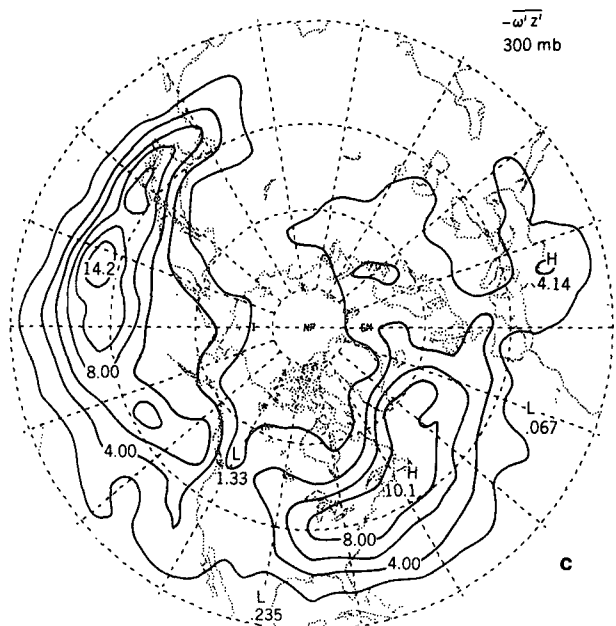 -ω'z'
300 mb
14.2
H
4.14
NP
GM
8.00
L
.067
4.00
L
1.33
H
10.1
8.00
4.00
C
L
.235